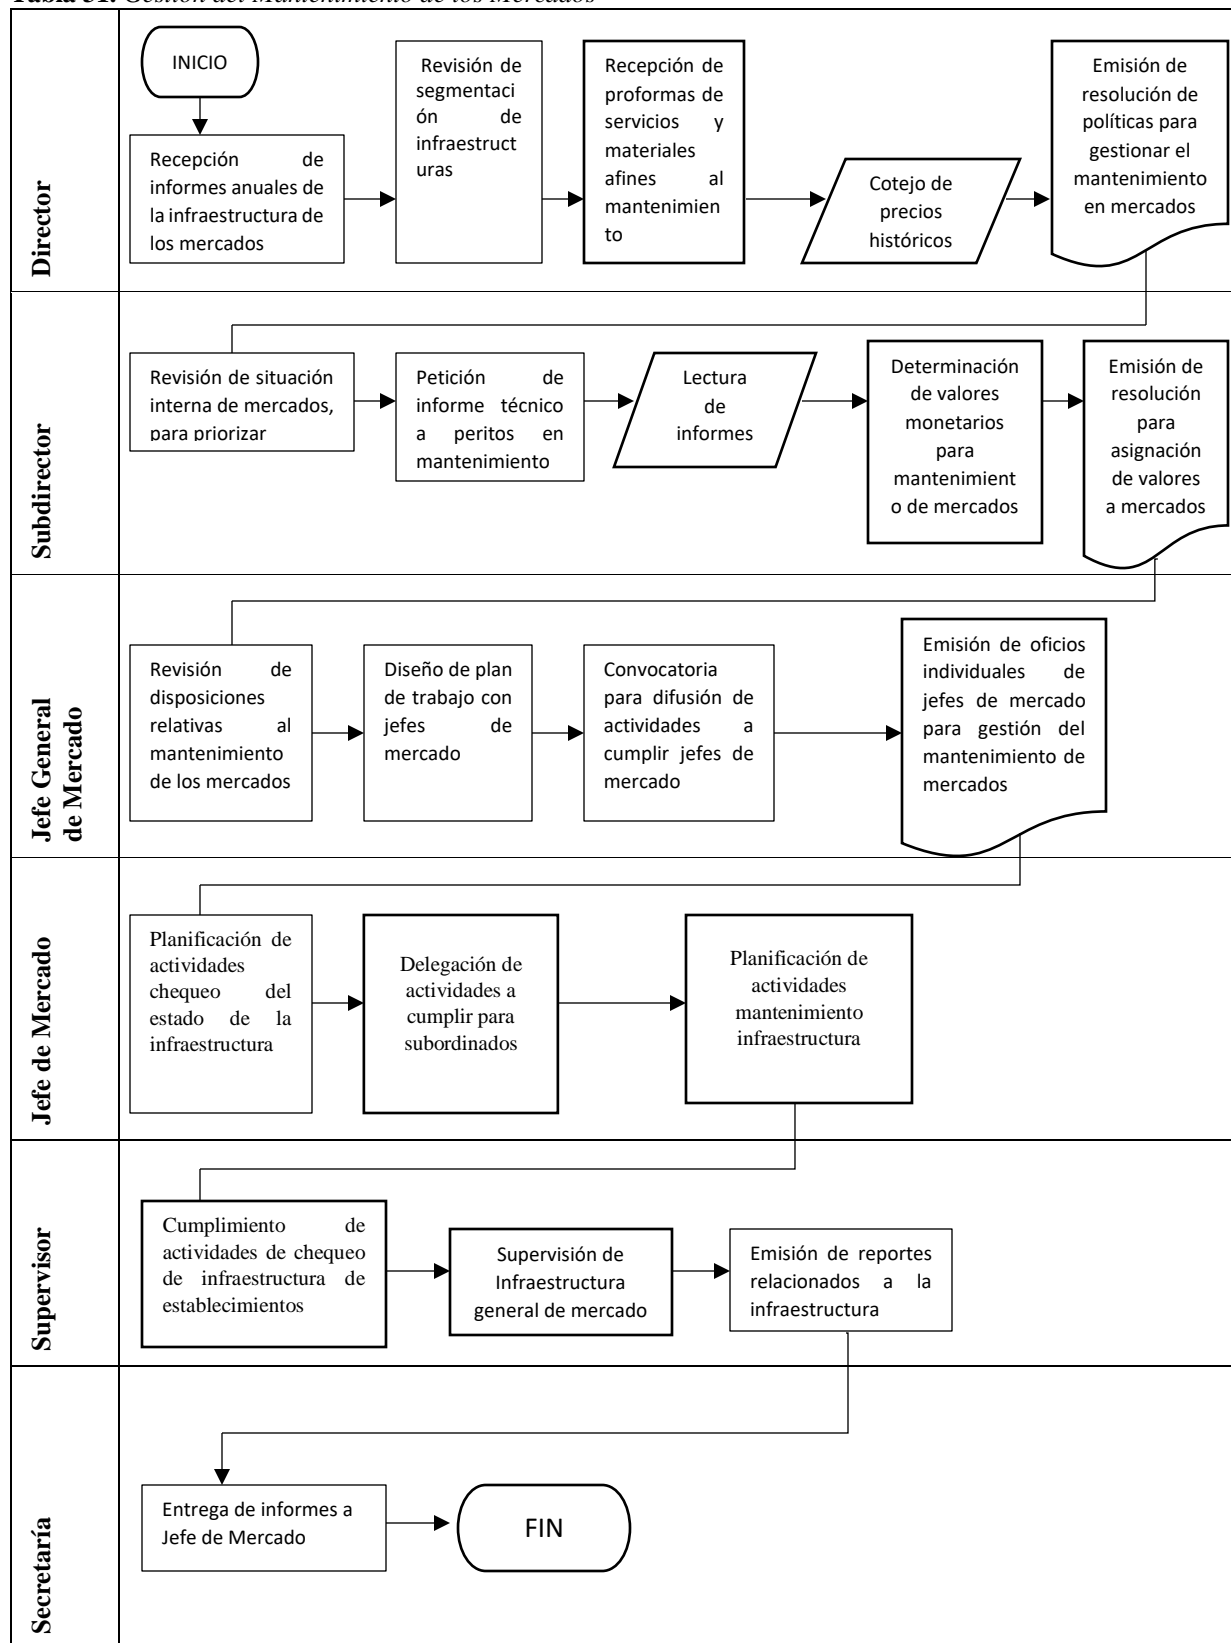 Tabla 31. Gestión del Mantenimiento de los Mercados
Director
INICIO
Recepción de
informes anuales de
la infraestructura de
los mercados
Revisión de
segmentaci
ón de
infraestruct
uras
Recepción de
proformas de
servicios y
materiales
afines al
mantenimien
to
Cotejo de
precios
históricos
Emisión de
resolución de
políticas para
gestionar el
mantenimiento
en mercados
Subdirector
Revisión de situación
interna de mercados,
para priorizar
Petición de
informe técnico
a peritos en
mantenimiento
Lectura
de
informes
Determinación
de valores
monetarios
para
mantenimient
o de mercados
Emisión de
resolución
para
asignación
de valores
a mercados
Jefe General
de Mercado
Revisión de
disposiciones
relativas al
mantenimiento
de los mercados
Diseño de plan
de trabajo con
jefes de
mercado
Convocatoria
para difusión de
actividades a
cumplir jefes de
mercado
Emisión de oficios
individuales de
jefes de mercado
para gestión del
mantenimiento de
mercados
Jefe de Mercado
Planificación de
actividades
chequeo del
estado de la
infraestructura
Delegación de
actividades a
cumplir para
subordinados
Planificación de
actividades
mantenimiento
infraestructura
Supervisor
Cumplimiento de
actividades de chequeo
de infraestructura de
establecimientos
Supervisión de
Infraestructura
general de mercado
Emisión de reportes
relacionados a la
infraestructura
Secretaría
Entrega de informes a
Jefe de Mercado
FIN